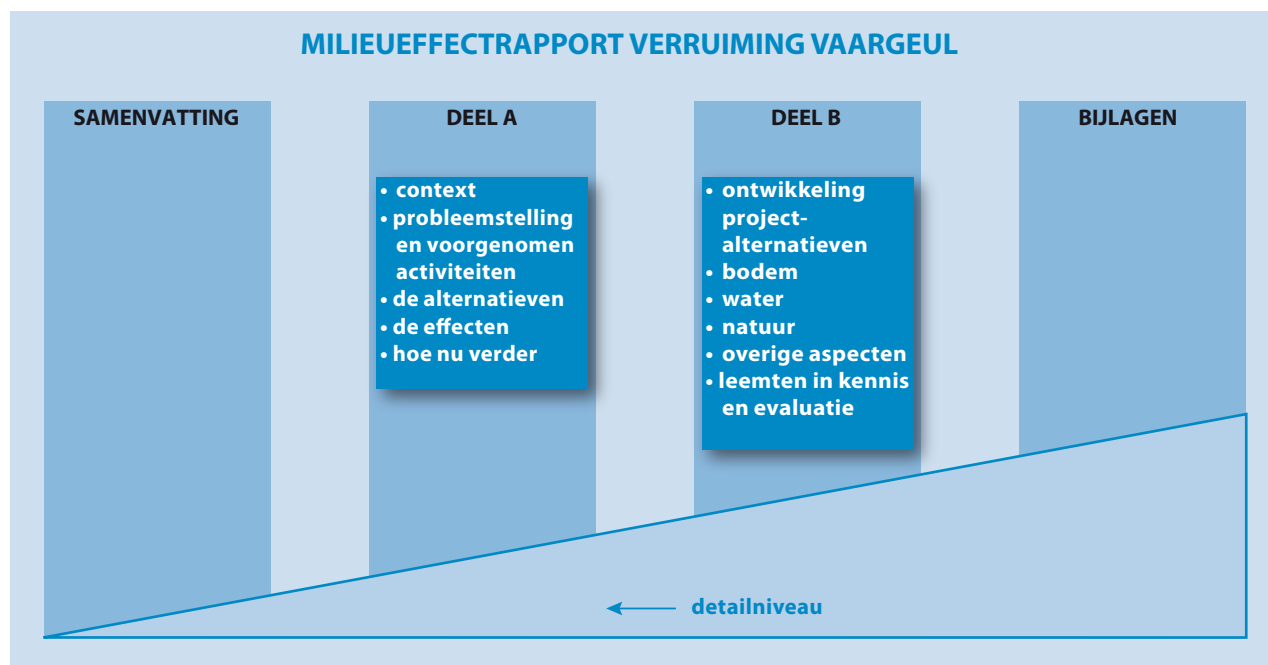 MILIEUEFFECTRAPPORT VERRUIMING VAARGEUL
SAMENVATTING
DEEL A
• context
• probleemstelling
en voorgenomen
activiteiten
• de alternatieven
• de effecten
• hoe nu verder
DEEL B
• ontwikkeling
project-
alternatieven
• bodem
• water
• natuur
• overige aspecten
• leemten in kennis
en evaluatie
BIJLAGEN
detailniveau